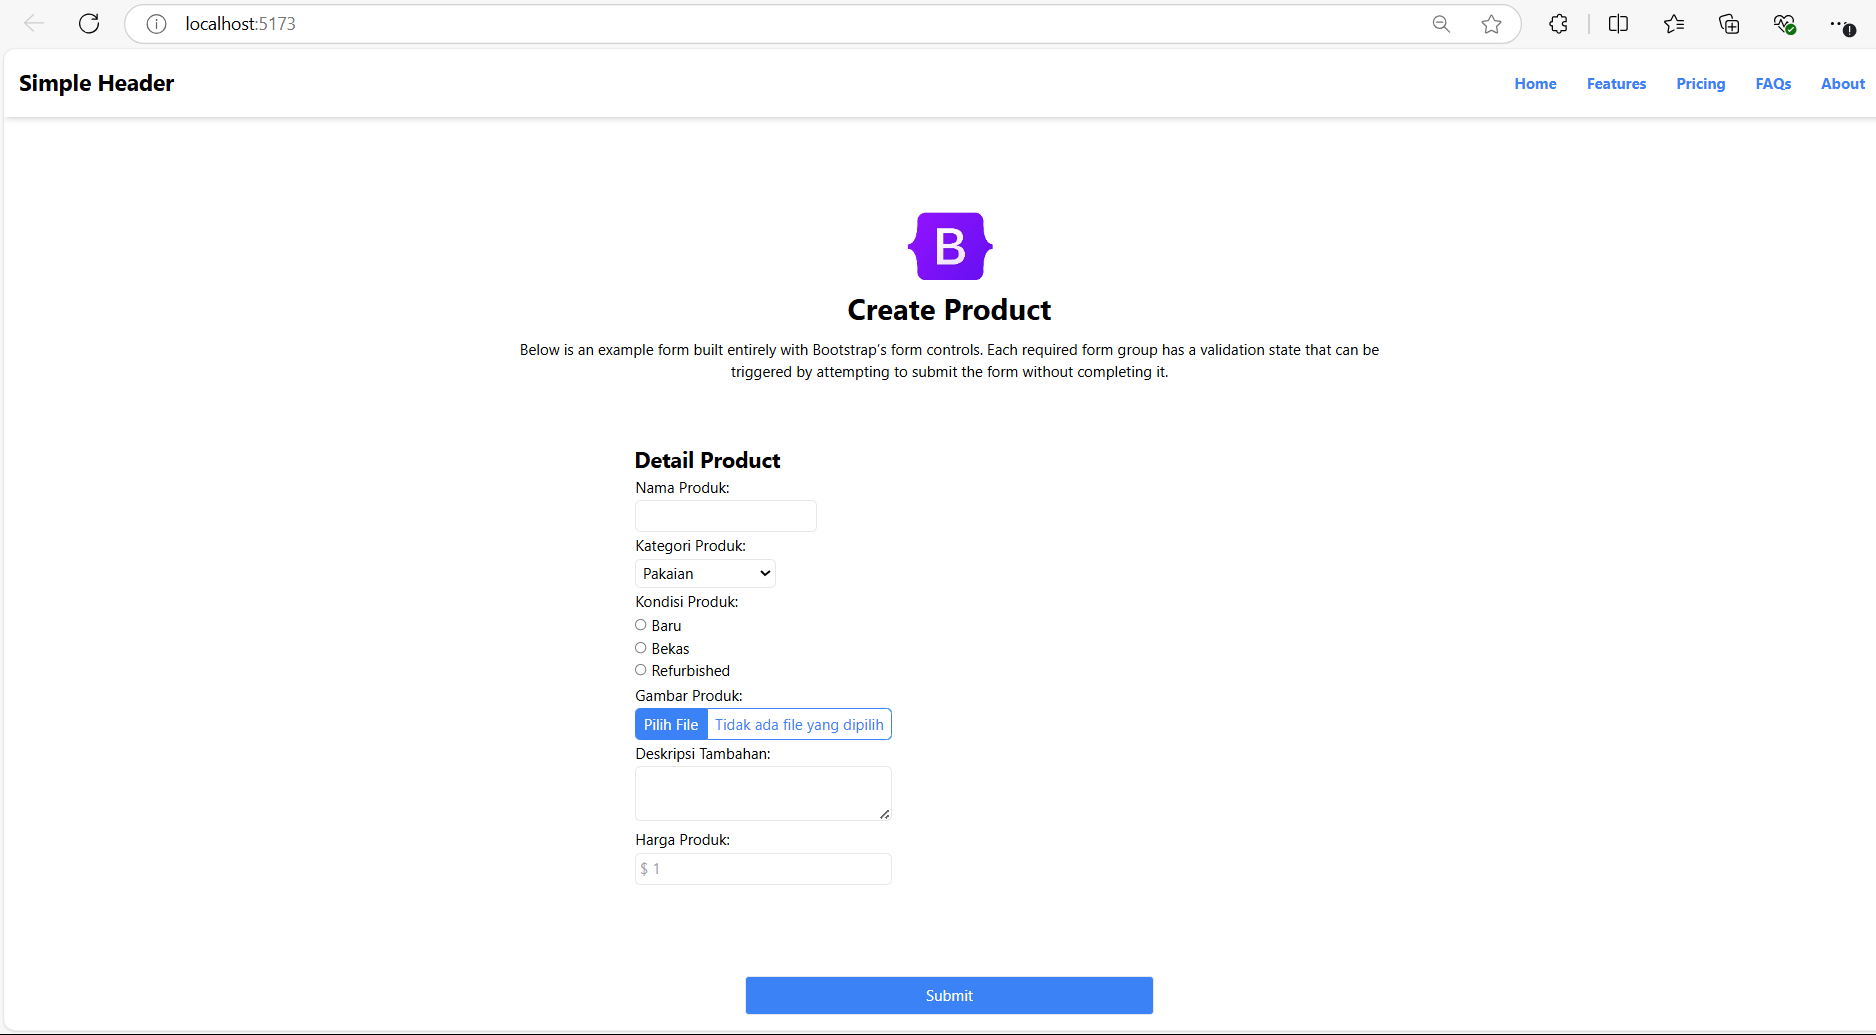 localhost:5173
Simple Header
Home Features Pricing FAQs About
B
Create Product
Below is an example form built entirely with Bootstrap's form controls. Each required form group has a validation state that can be
triggered by attempting to submit the form without completing it.
Detail Product
Nama Produk:
Kategori Produk:
Pakaian
Kondisi Produk:
Baru
Bekas
Refurbished
Gambar Produk:
Pilih File Tidak ada file yang dipilih
Deskripsi Tambahan:
Harga Produk:
$ 1
Submit